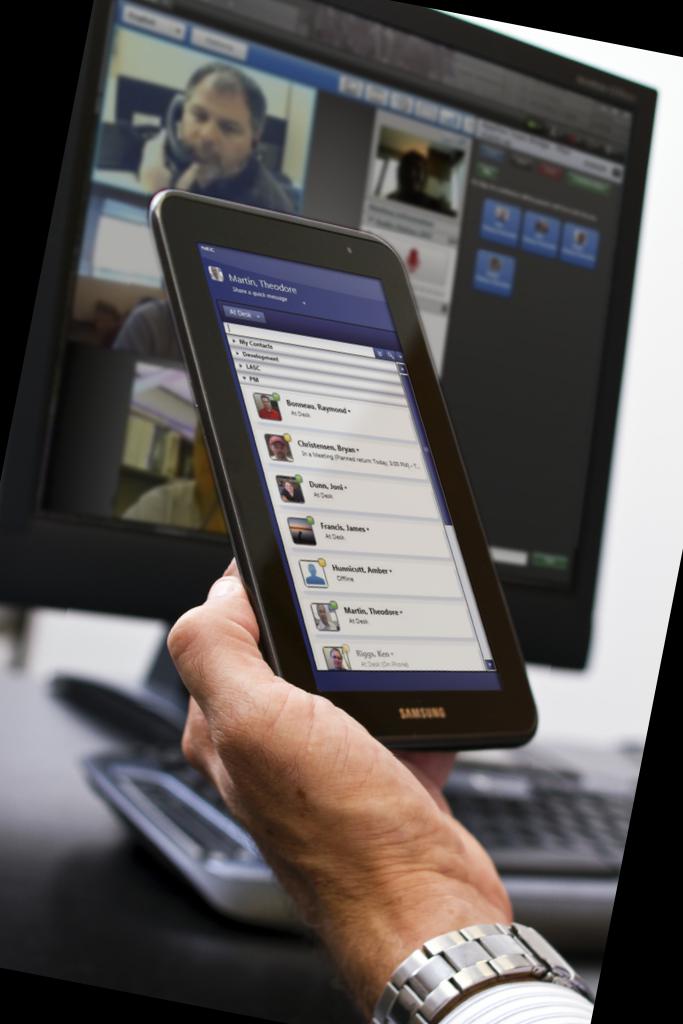 English
NEC
Martin, Theodore
Share a quick message
At Desk
My Contacts
Development
LASC
PM
Bonneau, Raymond
At Desk
Christensen, Bryan
In a Meeting (Planned return Today, 3:00 PM) - T...
Dunn, Joni
At Desk
Francis, James
At Desk
Hunnicutt, Amber
Offline
Martin, Theodore
At Desk
Riggs, Ken
At Desk (On Phone)
SAMSUNG